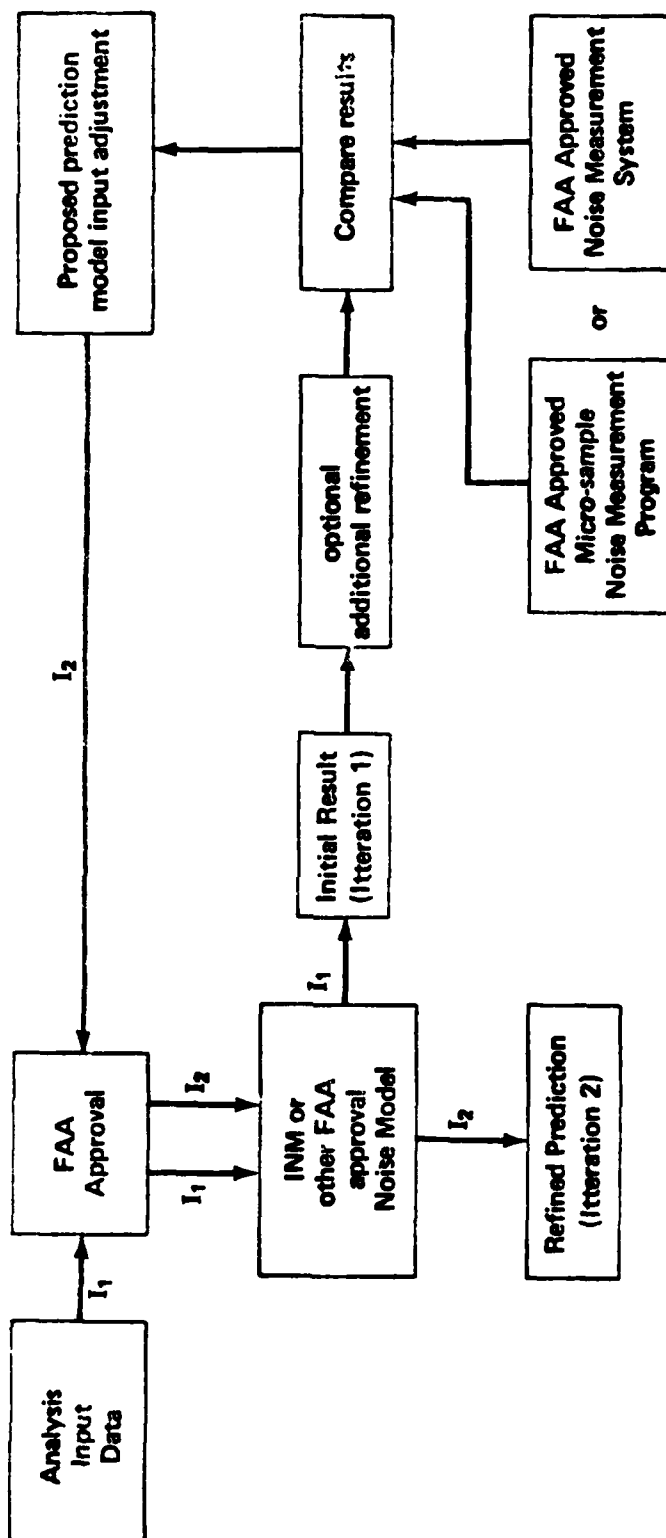 Analysis
Input
Data
I₁
FAA
Approval
I₂
Proposed prediction
model input adjustment
I₁
I₂
INM or
other FAA
approval
Noise Model
I₁
Initial Result
(Itteration 1)
optional
additional refinement
Compare results
I₂
Refined Prediction
(Itteration 2)
FAA Approved
Micro-sample
Noise Measurement
Program
or
FAA Approved
Noise Measurement
System